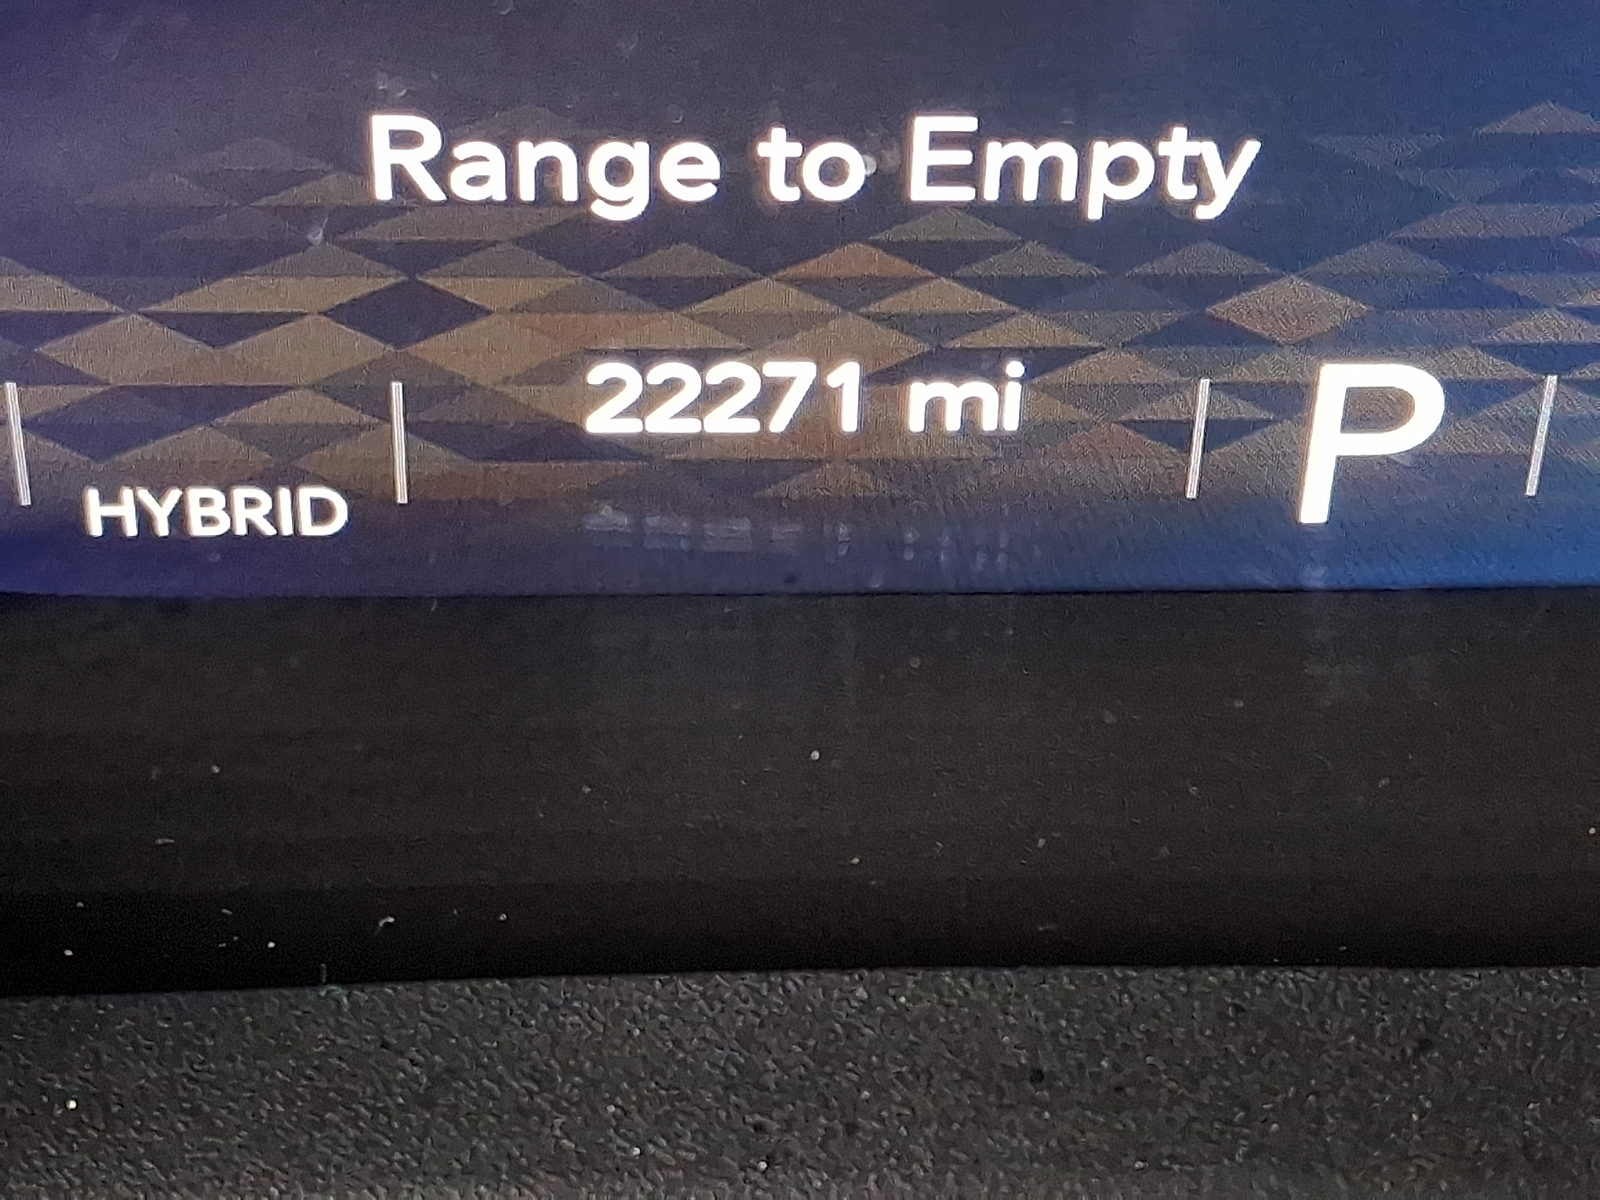 Range to Empty
22271 mi
P
HYBRID